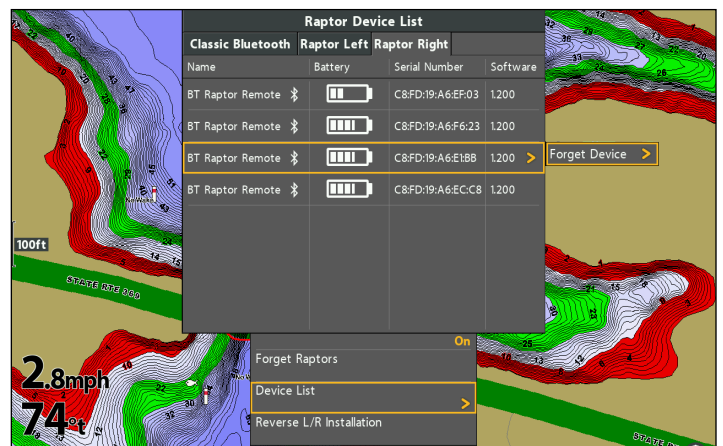 Raptor Device List
Classic Bluetooth Raptor Left Raptor Right
Name Battery Serial Number Software
BT Raptor Remote C8:FD:19:A6:EF:03 1.200
BT Raptor Remote C8:FD:19:A6:F6:23 1.200
BT Raptor Remote C8:FD:19:A6:E1:BB 1.200 >
Forget Device >
BT Raptor Remote C8:FD:19:A6:EC:C8 1.200
100ft
STATE RTE 369
On
Forget Raptors
Device List >
Reverse L/R Installation
2.8mph
74°t